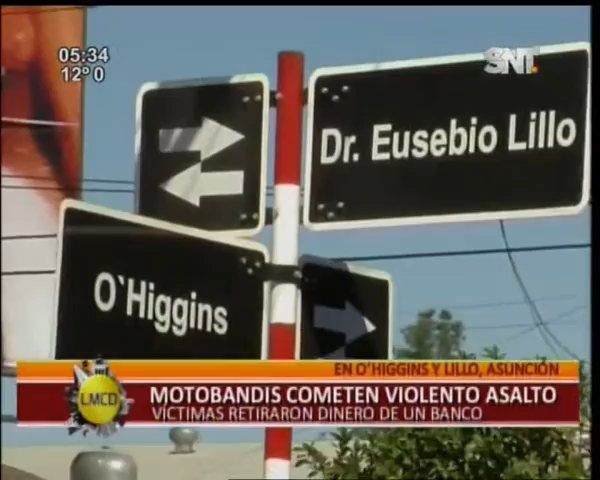 05:34
12°0
SNT.
Dr. Eusebio Lillo
O`Higgins
EN O'HIGGINS Y LILLO, ASUNCIÓN
LMCD
MOTOBANDIS COMETEN VIOLENTO ASALTO
VÍCTIMAS RETIRARON DINERO DE UN BANCO